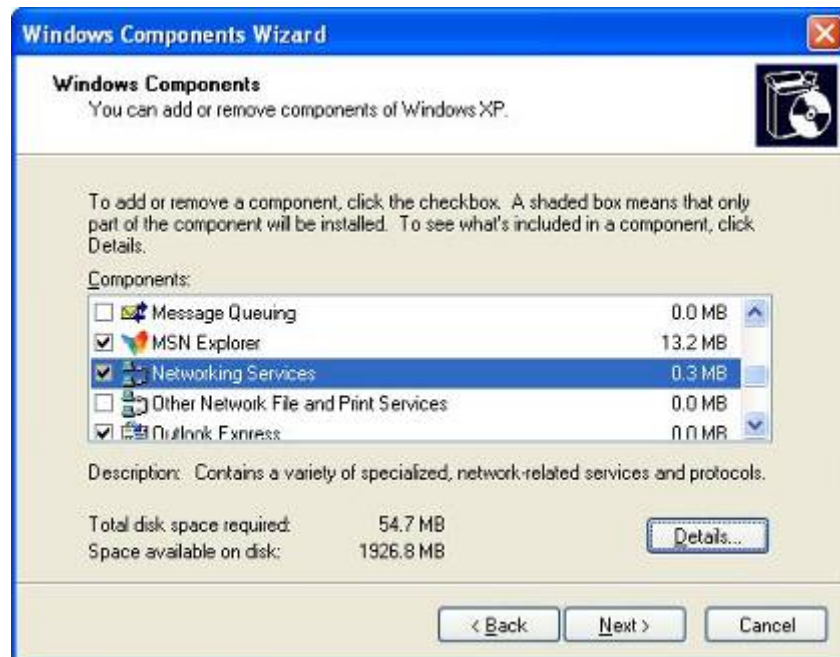 Windows Components Wizard
Windows Components
You can add or remove components of Windows XP.
To add or remove a component, click the checkbox. A shaded box means that only
part of the component will be installed. To see what's included in a component, click
Details.
Components:
Message Queuing 0.0 MB
MSN Explorer 13.2 MB
Networking Services 0.3 MB
Other Network File and Print Services 0.0 MB
Outlook Express 0.0 MB
Description: Contains a variety of specialized, network-related services and protocols.
Total disk space required: 54.7 MB
Space available on disk: 1926.8 MB
Details...
< Back Next > Cancel